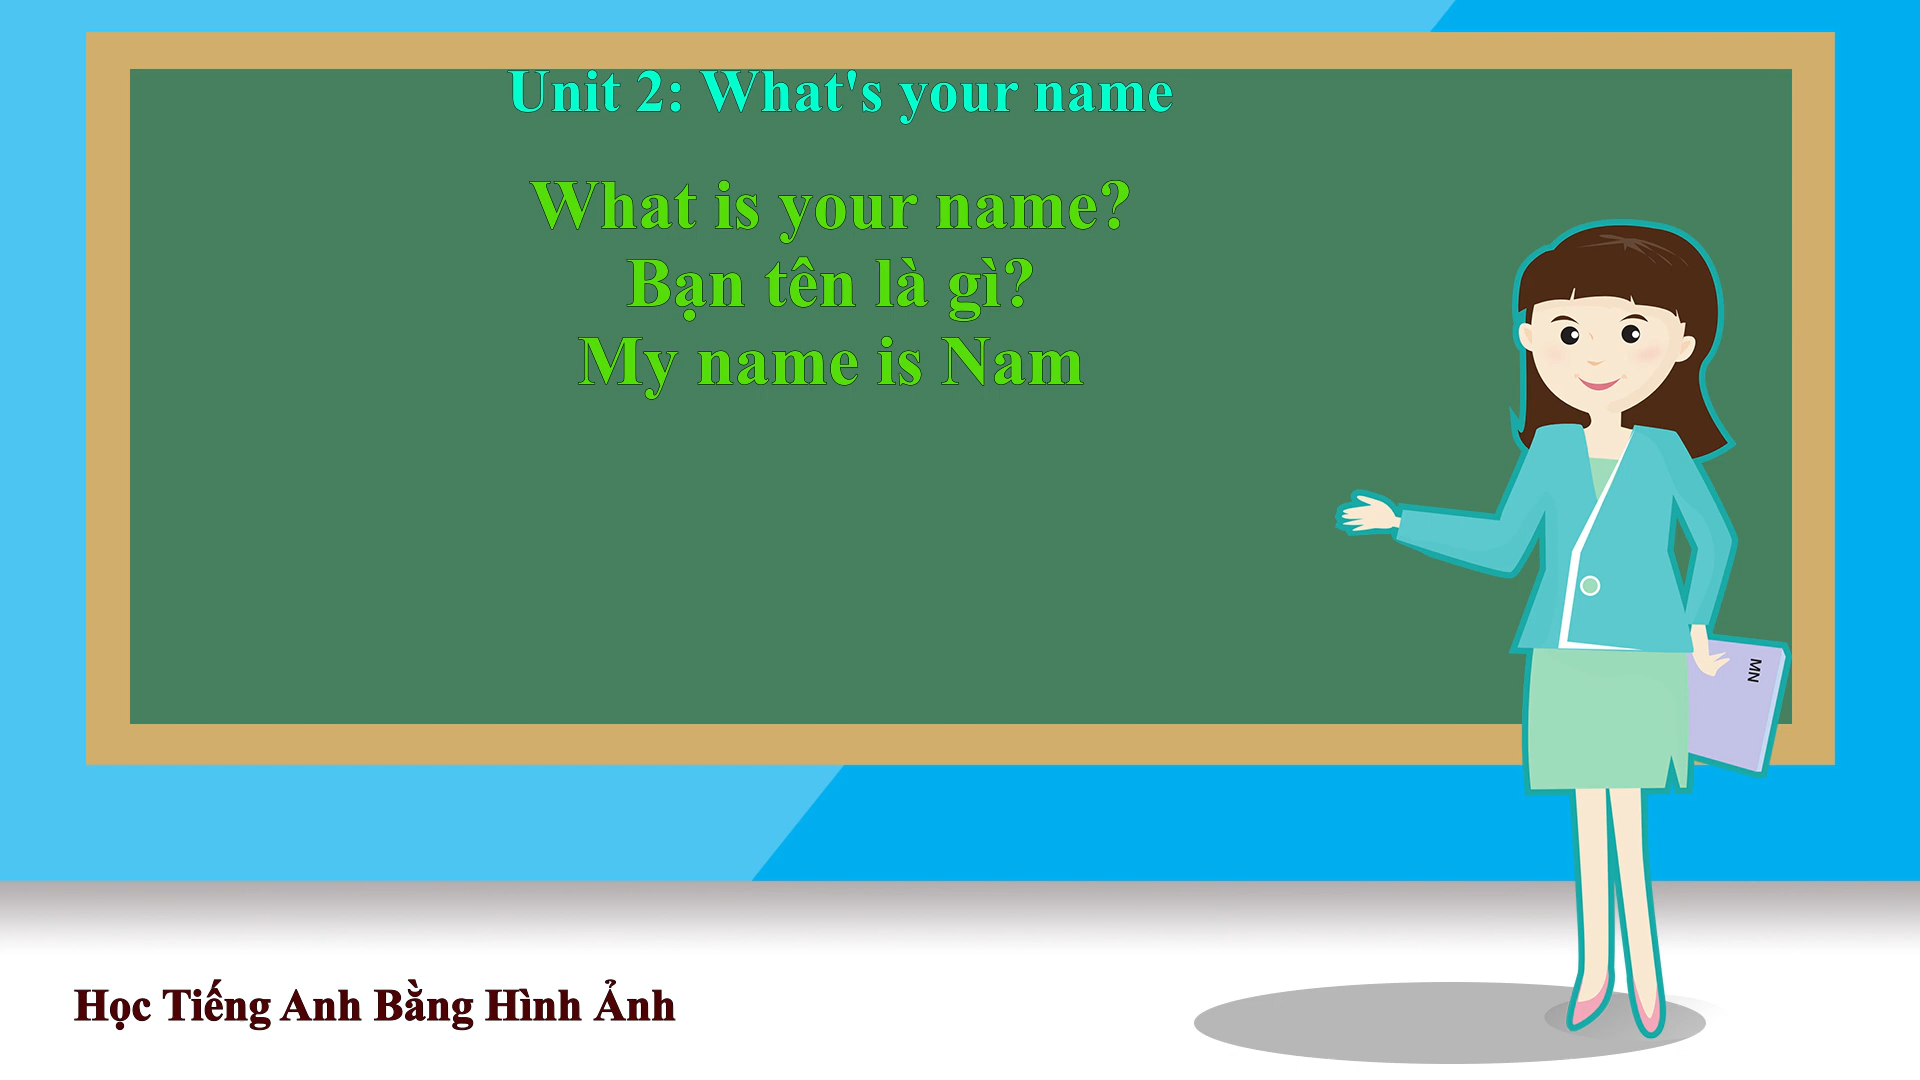 Unit 2: What's your name
What is your name?
Bạn tên là gì?
My name is Nam
MN
Học Tiếng Anh Bằng Hình Ảnh